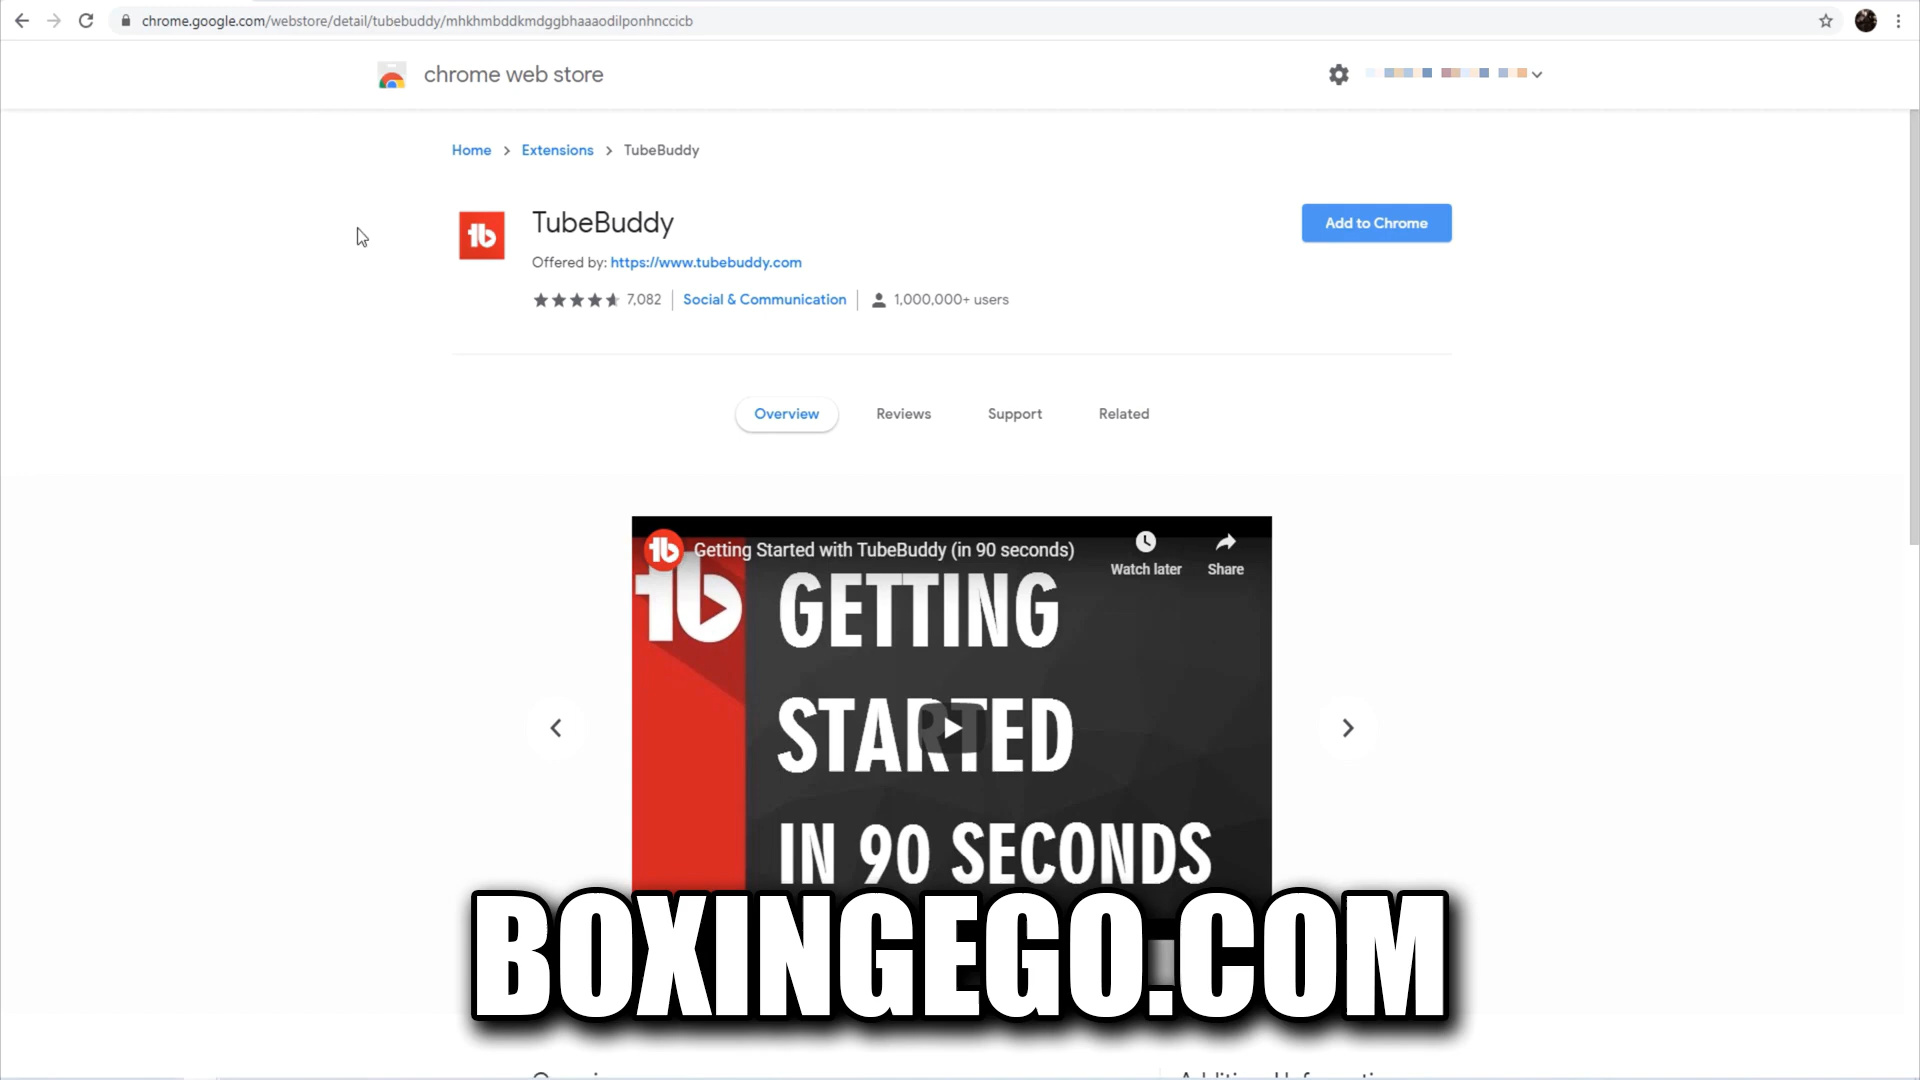 chrome.google.com/webstore/detail/tubebuddy/mhkhmbddkmdggbhaaaodilponhnccicb
chrome web store
Home > Extensions > TubeBuddy
TubeBuddy
Add to Chrome
Offered by: https://www.tubebuddy.com
7,082 Social & Communication 1,000,000+ users
Overview Reviews Support Related
Getting Started with TubeBuddy (in 90 seconds)
Watch later Share
GETTING
STARTED
IN 90 SECONDS
BOXINGEGO.COM